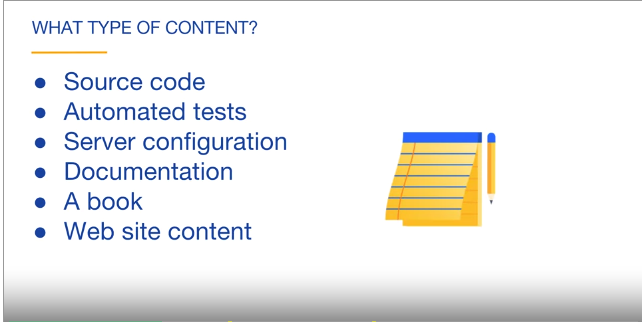 WHAT TYPE OF CONTENT?
● Source code
● Automated tests
● Server configuration
● Documentation
● A book
● Web site content